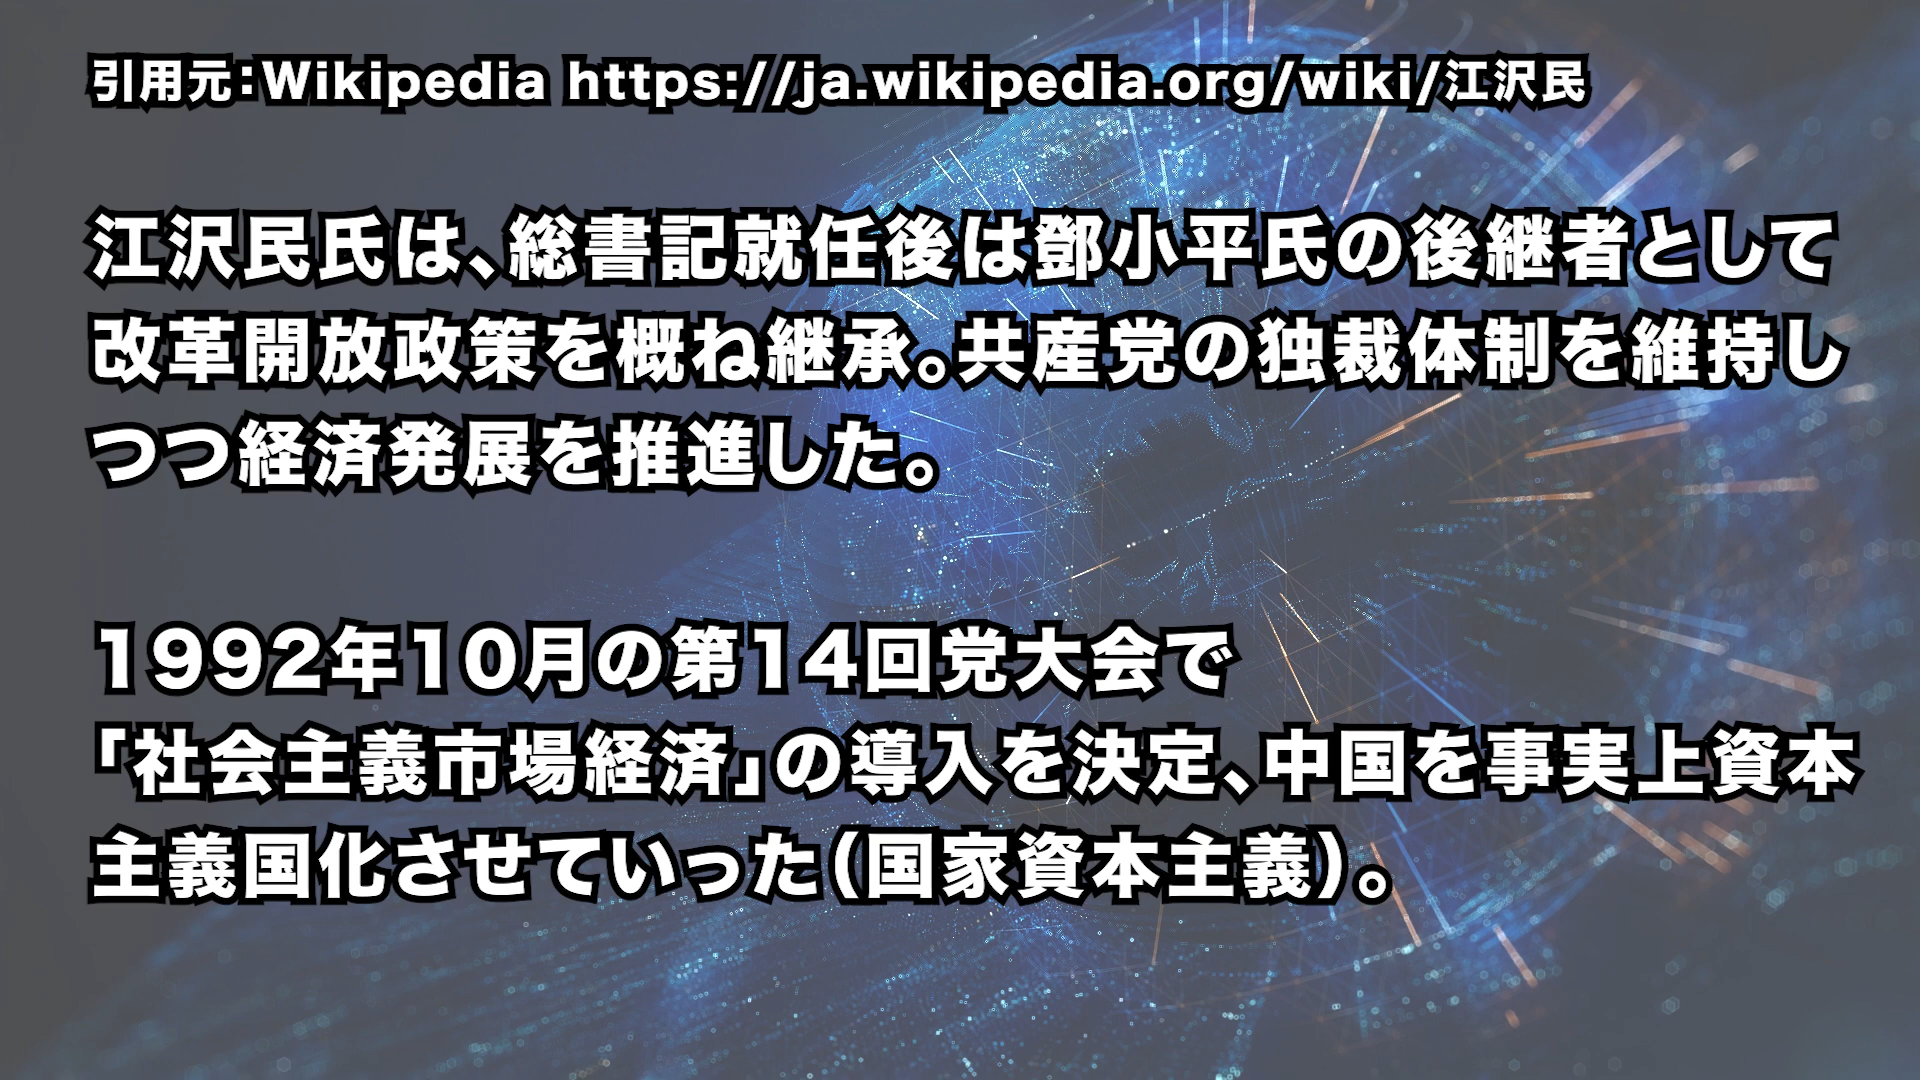 引用元：Wikipedia https://ja.wikipedia.org/wiki/江沢民
江沢民氏は、総書記就任後は鄧小平氏の後継者として
改革開放政策を概ね継承。共産党の独裁体制を維持し
つつ経済発展を推進した。
1992年10月の第14回党大会で
「社会主義市場経済」の導入を決定、中国を事実上資本
主義国化させていった（国家資本主義）。